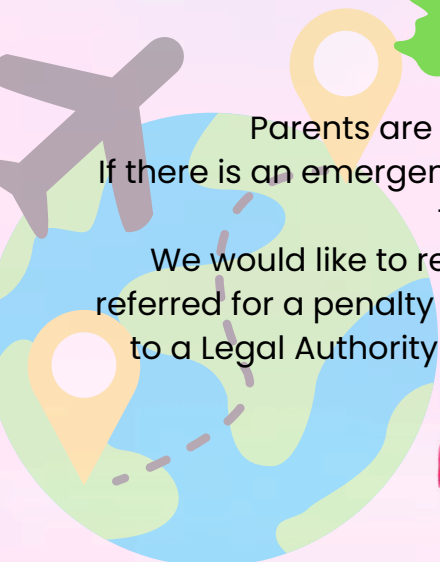 Parents are
If there is an emergen
We would like to re
referred for a penalty
to a Legal Authority